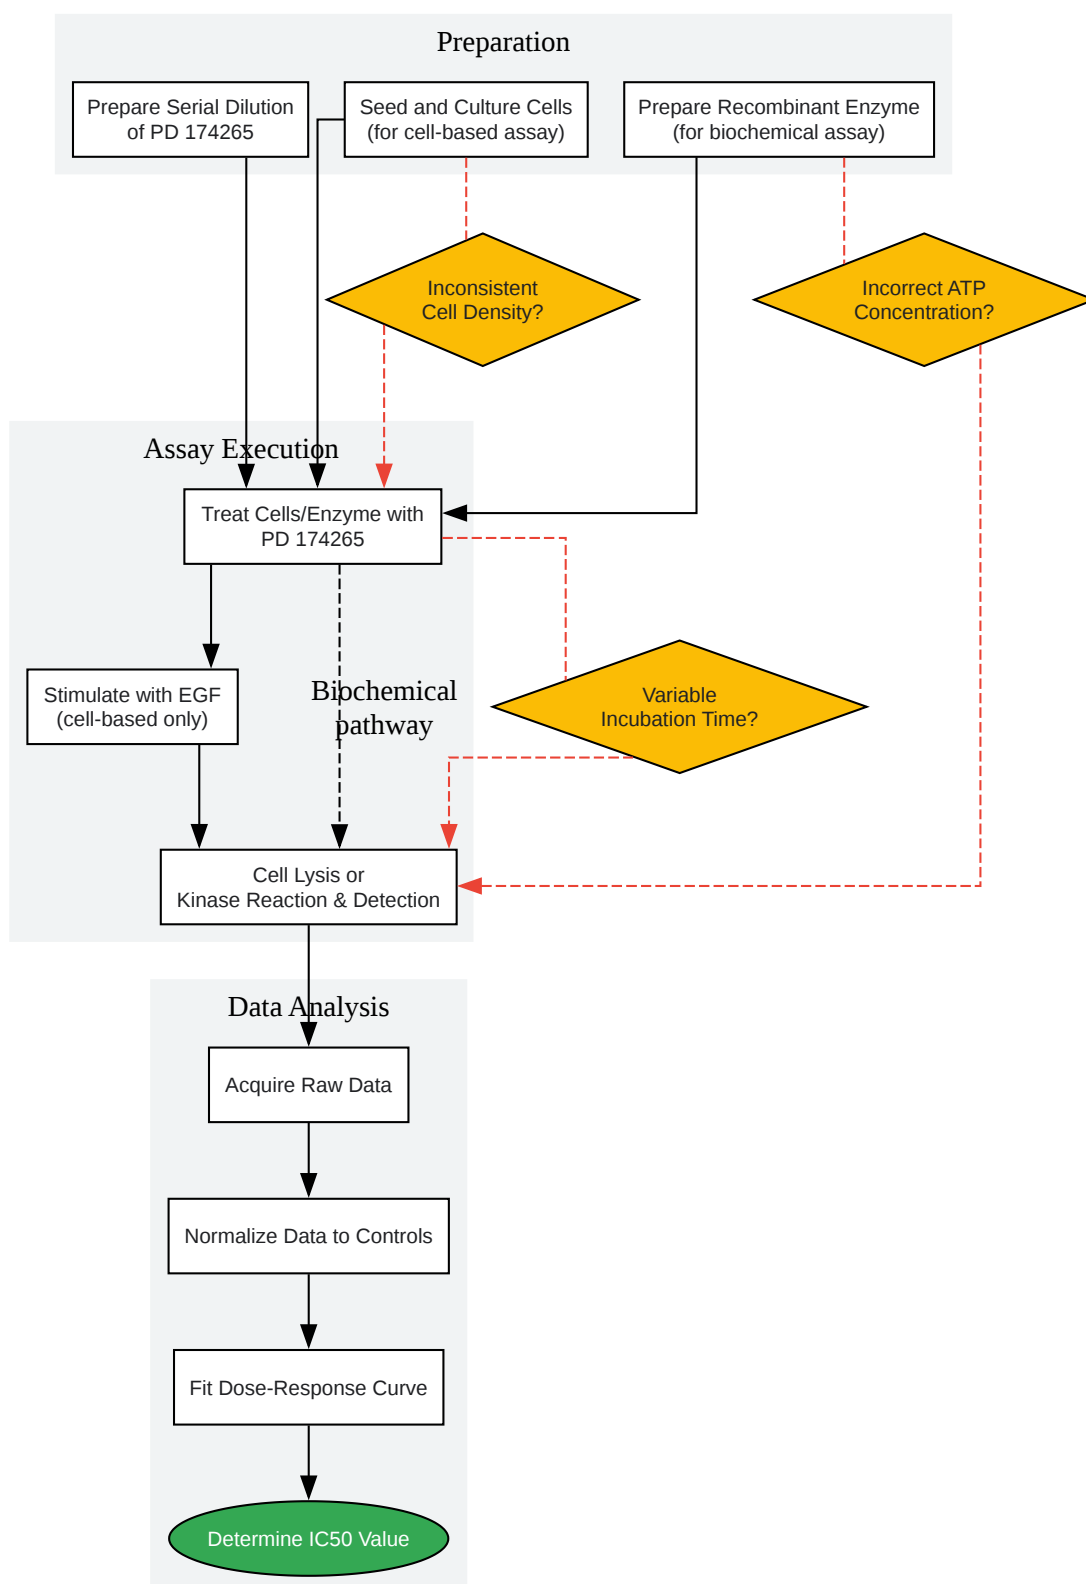 Preparation
Prepare Serial Dilution
of PD 174265
Seed and Culture Cells
(for cell-based assay)
Prepare Recombinant Enzyme
(for biochemical assay)
Inconsistent
Cell Density?
Incorrect ATP
Concentration?
Assay Execution
Treat Cells/Enzyme with
PD 174265
Stimulate with EGF
(cell-based only)
Biochemical
pathway
Variable
Incubation Time?
Cell Lysis or
Kinase Reaction & Detection
Data Analysis
Acquire Raw Data
Normalize Data to Controls
Fit Dose-Response Curve
Determine IC50 Value